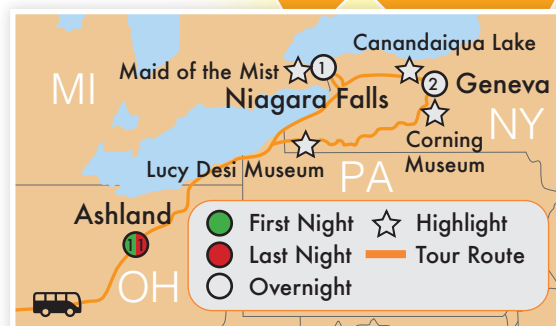 Canandaiqua Lake
Maid of the Mist
1
MI
2
Geneva
Niagara Falls
NY
Corning
Museum
Lucy Desi Museum
PA
Ashland
1 1
OH
First Night
Highlight
Last Night
Tour Route
Overnight